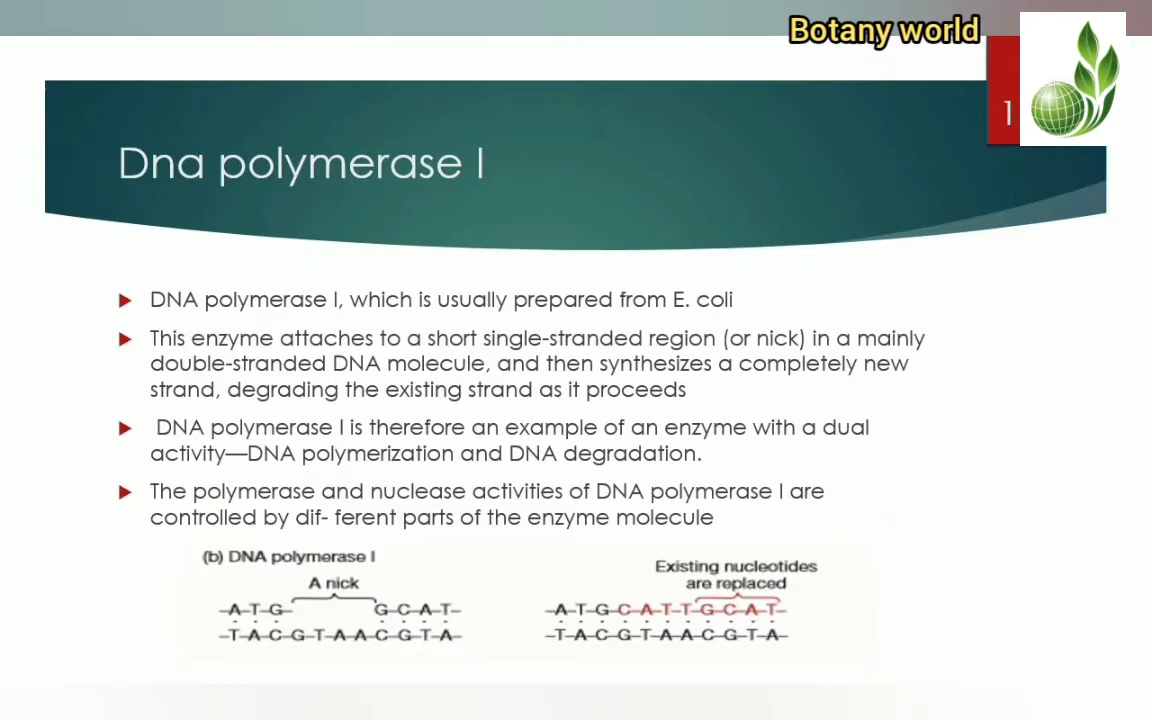 Botany world
1
Dna polymerase I
DNA polymerase I, which is usually prepared from E. coli
This enzyme attaches to a short single-stranded region (or nick) in a mainly
double-stranded DNA molecule, and then synthesizes a completely new
strand, degrading the existing strand as it proceeds
DNA polymerase I is therefore an example of an enzyme with a dual
activity—DNA polymerization and DNA degradation.
The polymerase and nuclease activities of DNA polymerase I are
controlled by dif- ferent parts of the enzyme molecule
(b) DNA polymerase I
A nick
-A-T-G- G-C-A-T-
-T-A-C-G-T-A-A-C-G-T-A-
Existing nucleotides
are replaced
-A-T-G-C-A-T-T-G-C-A-T-
-T-A-C-G-T-A-A-C-G-T-A-